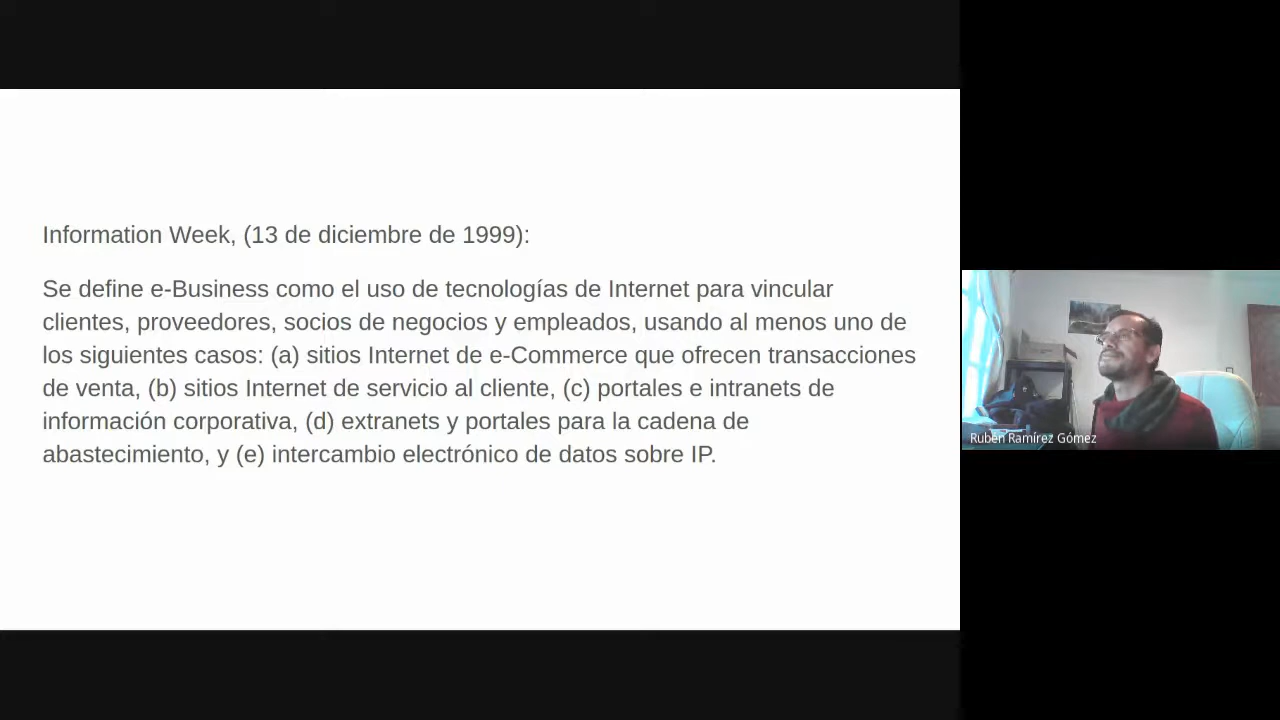 Information Week, (13 de diciembre de 1999):
Se define e-Business como el uso de tecnologías de Internet para vincular
clientes, proveedores, socios de negocios y empleados, usando al menos uno de
los siguientes casos: (a) sitios Internet de e-Commerce que ofrecen transacciones
de venta, (b) sitios Internet de servicio al cliente, (c) portales e intranets de
información corporativa, (d) extranets y portales para la cadena de
abastecimiento, y (e) intercambio electrónico de datos sobre IP.
Rubén Ramírez Gómez